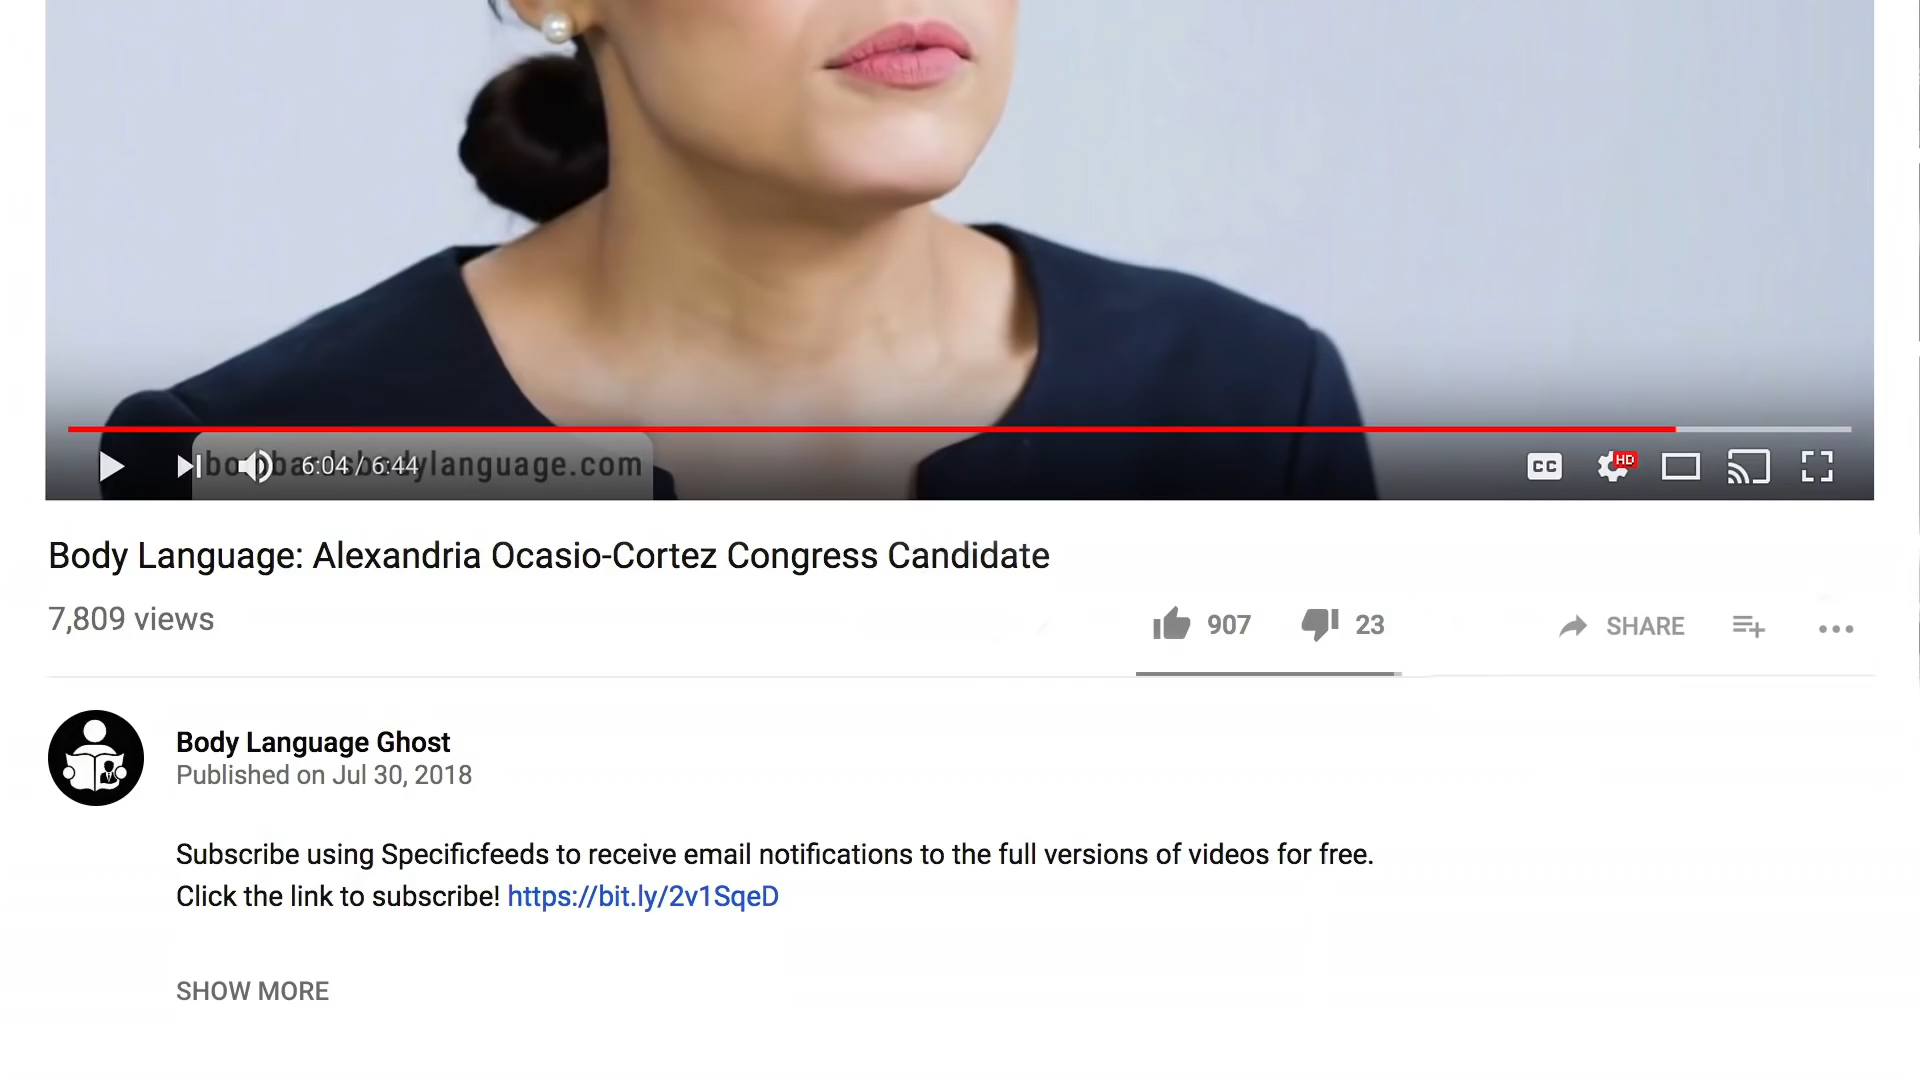 6:04 / 6:44
CC
HD
Body Language: Alexandria Ocasio-Cortez Congress Candidate
7,809 views
907
23
SHARE
Body Language Ghost
Published on Jul 30, 2018
Subscribe using Specificfeeds to receive email notifications to the full versions of videos for free.
Click the link to subscribe! https://bit.ly/2v1SqeD
SHOW MORE